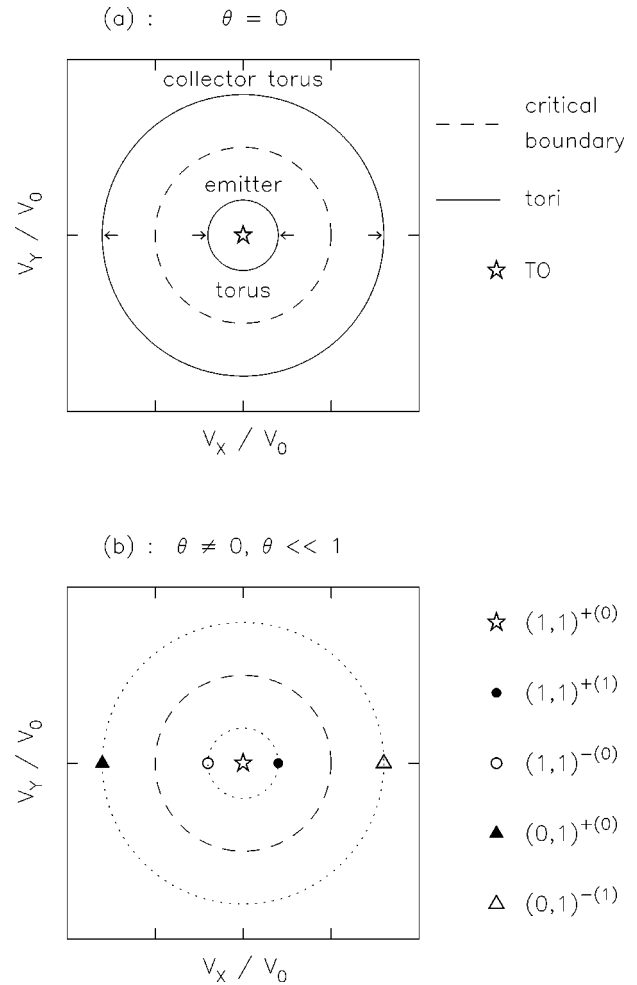 (a) : θ = 0
collector torus
emitter
torus
V_Y / V_0
V_X / V_0
critical
boundary
tori
TO
(b) : θ ≠ 0, θ << 1
V_Y / V_0
V_X / V_0
(1,1)^+(0)
(1,1)^+(1)
(1,1)^-(0)
(0,1)^+(0)
(0,1)^-(1)